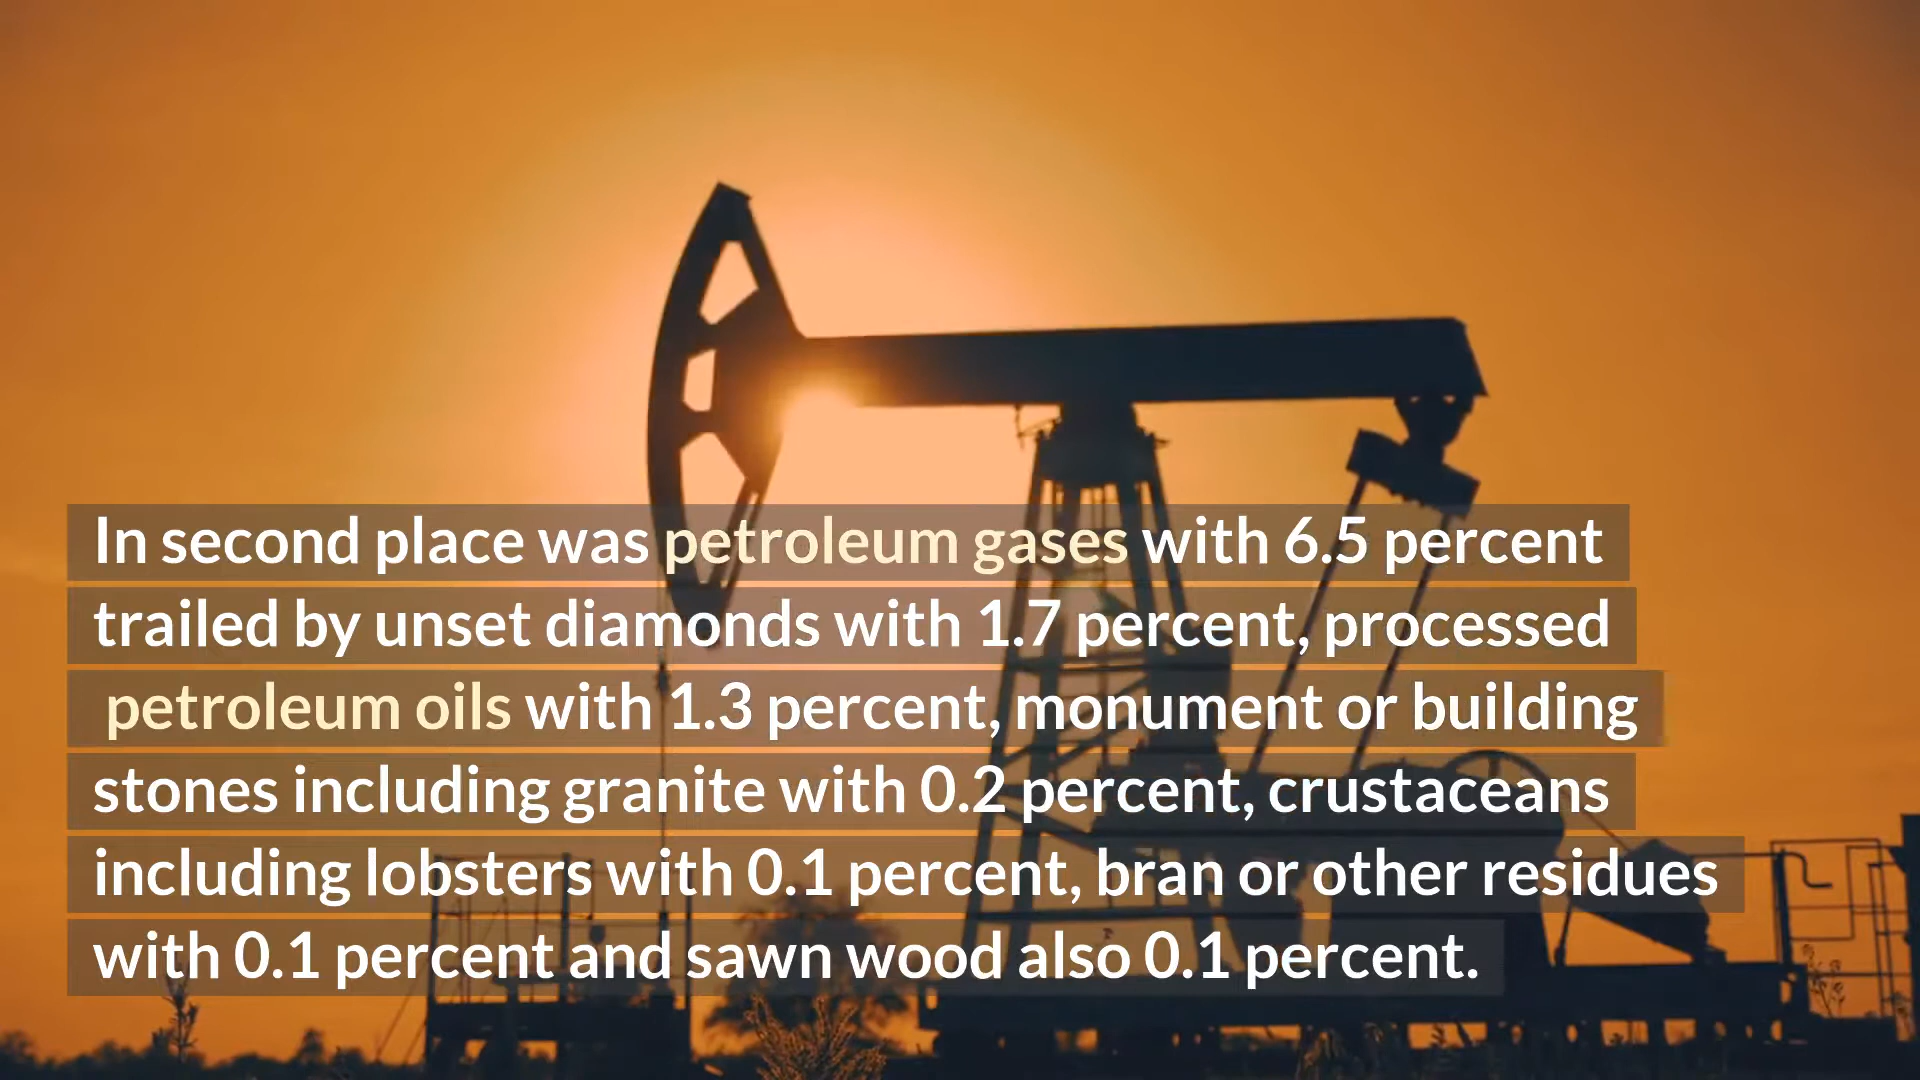 In second place was petroleum gases with 6.5 percent
trailed by unset diamonds with 1.7 percent, processed
petroleum oils with 1.3 percent, monument or building
stones including granite with 0.2 percent, crustaceans
including lobsters with 0.1 percent, bran or other residues
with 0.1 percent and sawn wood also 0.1 percent.